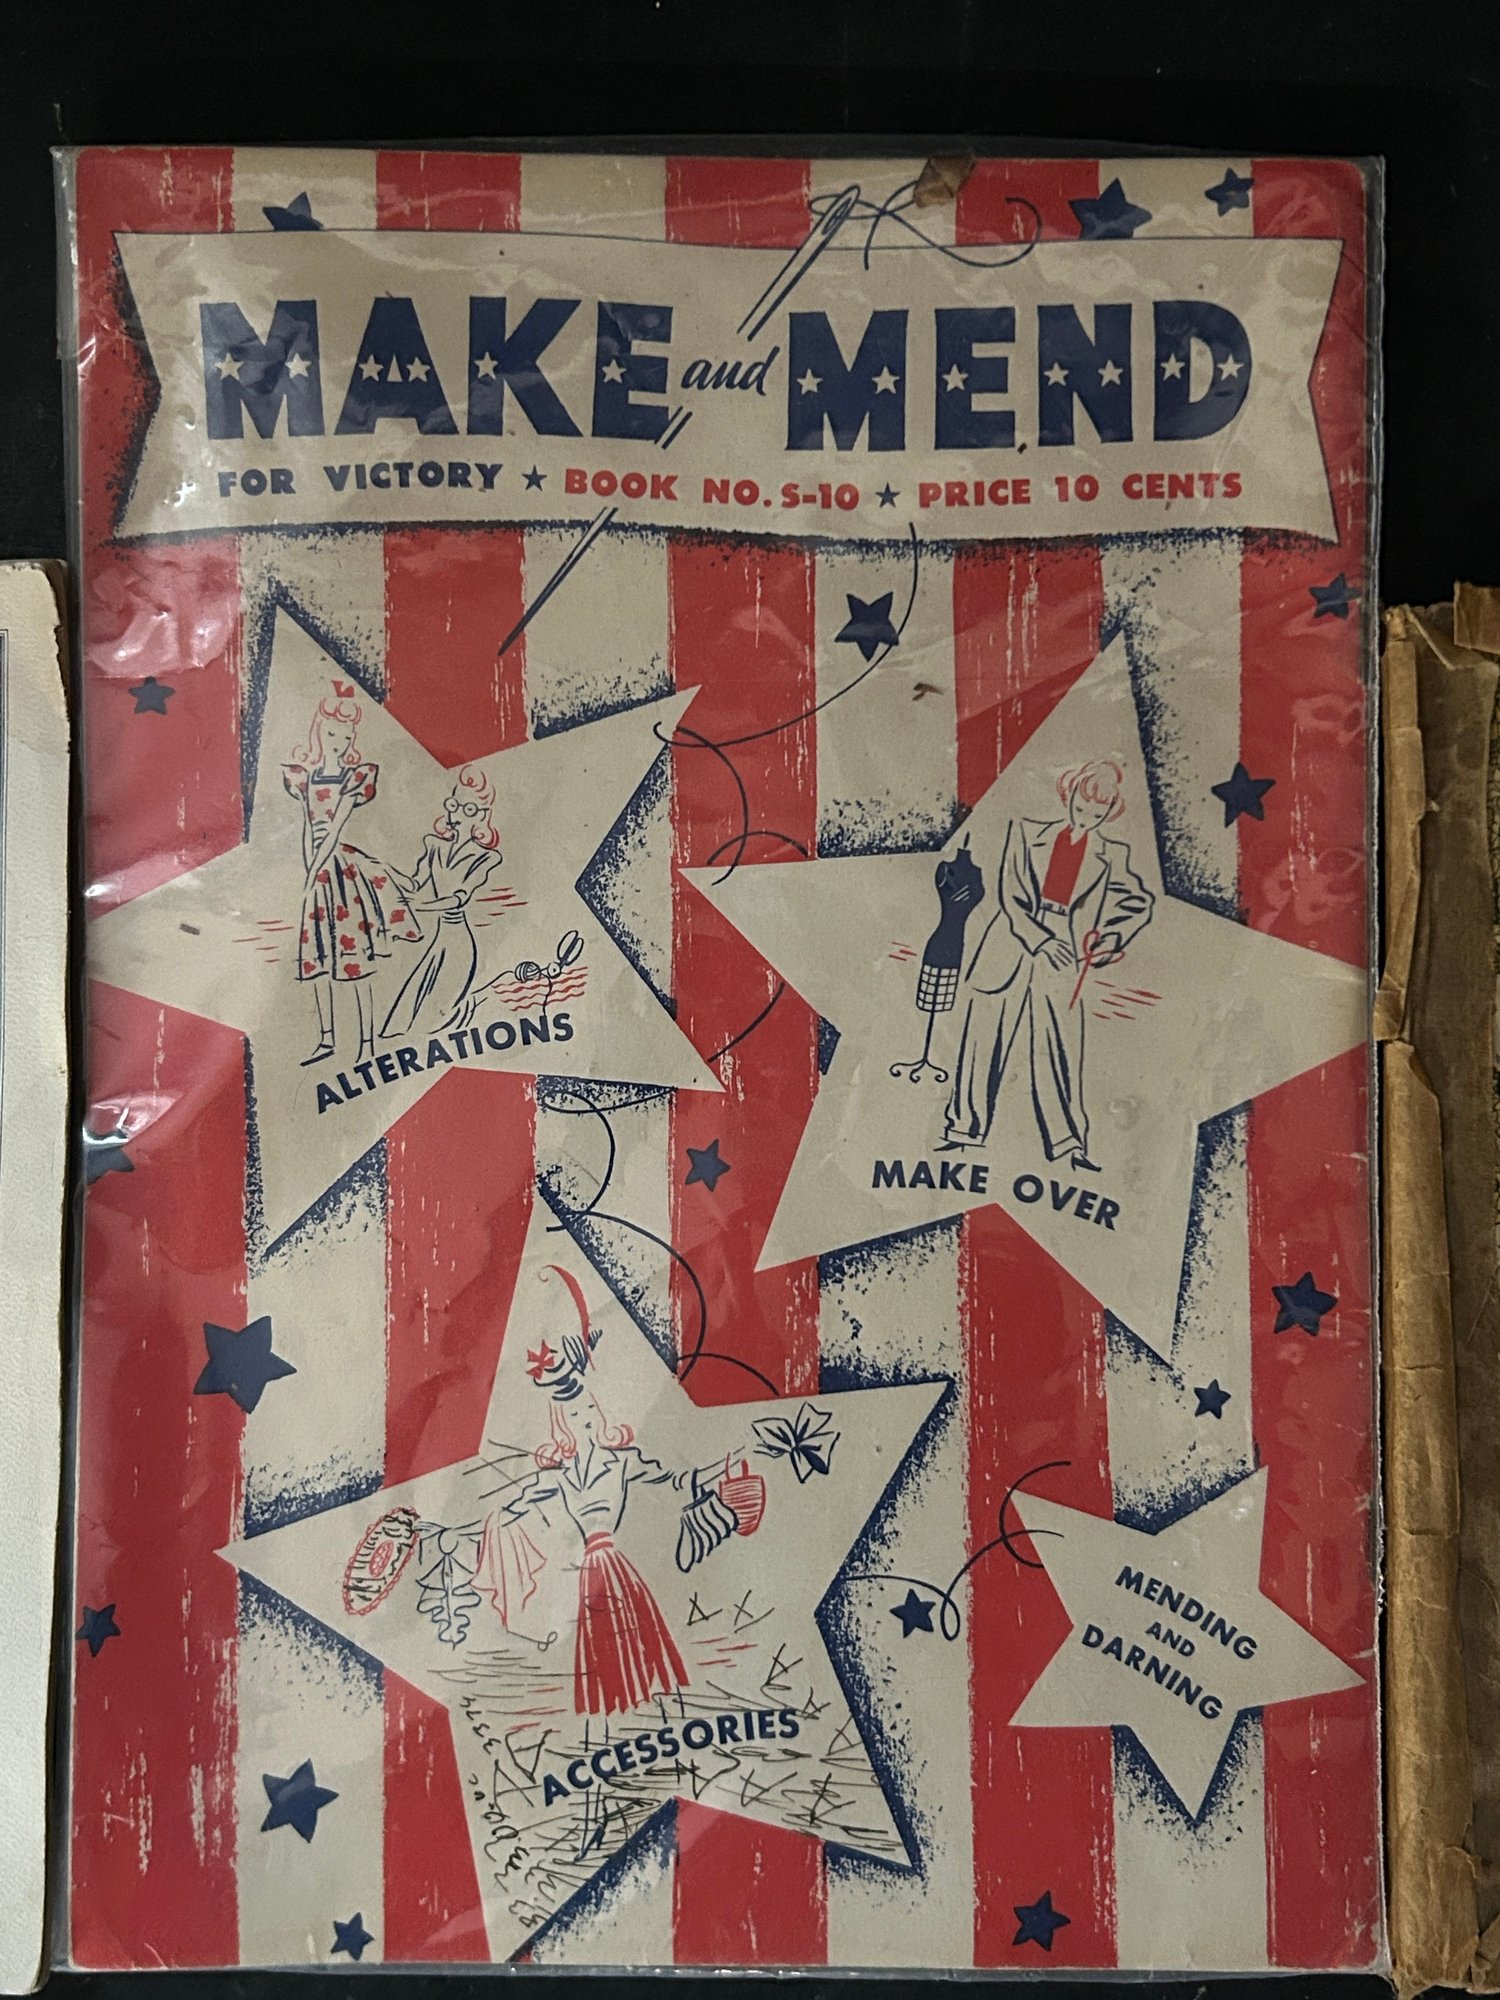 MAKE and MEND
FOR VICTORY ★ BOOK NO. S-10 ★ PRICE 10 CENTS
ALTERATIONS
MAKE OVER
ACCESSORIES
MENDING
AND
DARNING